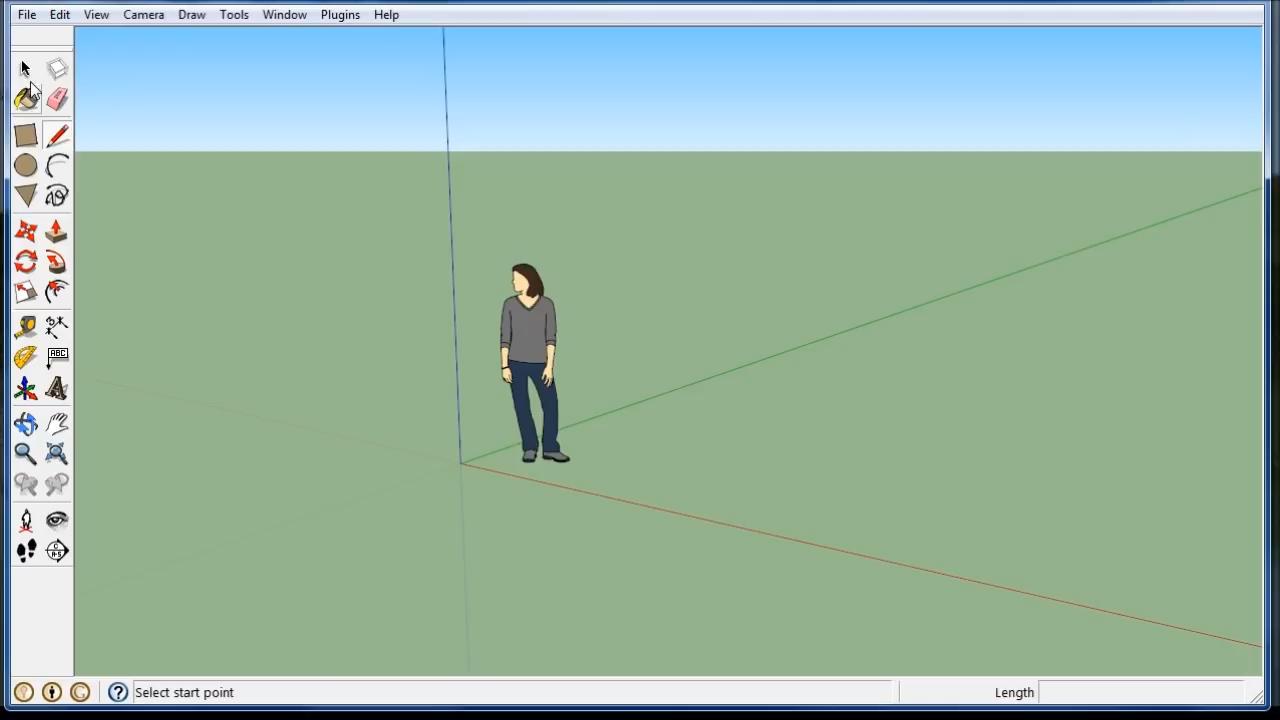 File Edit View Camera Draw Tools Window Plugins Help
ABC
Select start point Length